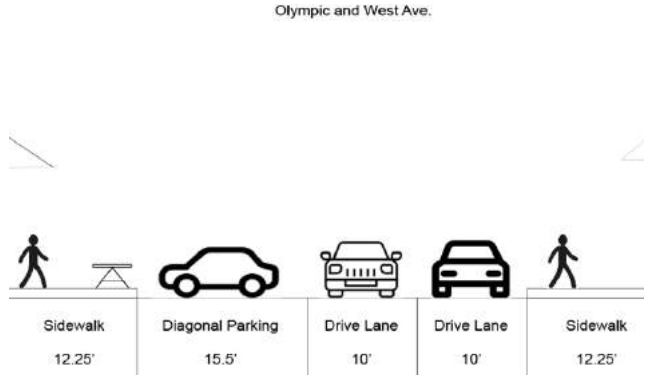 Olympic and West Ave.
Sidewalk Diagonal Parking Drive Lane Drive Lane Sidewalk
12.25' 15.5' 10' 10' 12.25'